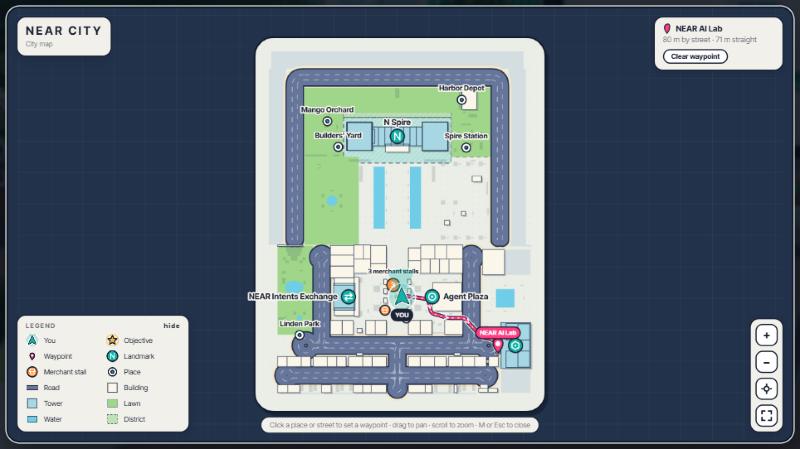 NEAR CITY
City map
NEAR AI Lab
80 m by street · 71 m straight
Clear waypoint
Harbor Depot
Mango Orchard
N Spire
Builders' Yard
N
Spire Station
3 merchant stalls
NEAR Intents Exchange
Agent Plaza
YOU
Linden Park
NEAR AI Lab
LEGEND
hide
You
Objective
Waypoint
N
Landmark
Merchant stall
Place
Road
Building
Tower
Lawn
Water
District
Click a place or street to set a waypoint · drag to pan · scroll to zoom · M or Esc to close
+
−